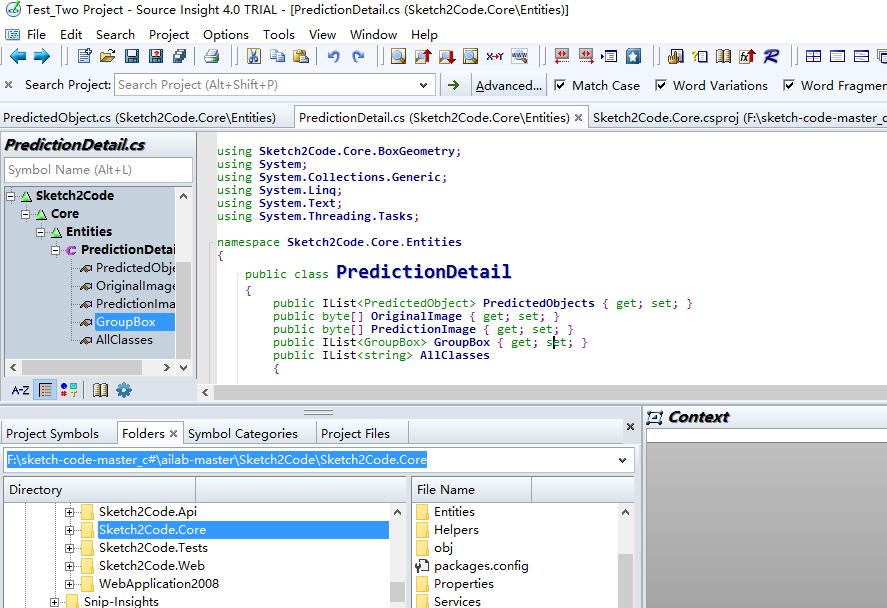 Test_Two Project - Source Insight 4.0 TRIAL - [PredictionDetail.cs (Sketch2Code.Core\Entities)]
File Edit Search Project Options Tools View Window Help
Search Project: Search Project (Alt+Shift+P) Advanced... Match Case Word Variations Word Fragmen
PredictedObject.cs (Sketch2Code.Core\Entities) PredictionDetail.cs (Sketch2Code.Core\Entities) Sketch2Code.Core.csproj (F:\sketch-code-master_c
PredictionDetail.cs
Symbol Name (Alt+L)
Sketch2Code
Core
Entities
PredictionDetai
PredictedObje
OriginalImage
PredictionIma
GroupBox
AllClasses
A-Z
using Sketch2Code.Core.BoxGeometry;
using System;
using System.Collections.Generic;
using System.Linq;
using System.Text;
using System.Threading.Tasks;
namespace Sketch2Code.Core.Entities
{
public class PredictionDetail
{
public IList<PredictedObject> PredictedObjects { get; set; }
public byte[] OriginalImage { get; set; }
public byte[] PredictionImage { get; set; }
public IList<GroupBox> GroupBox { get; set; }
public IList<string> AllClasses
{
Project Symbols Folders Symbol Categories Project Files
F:\sketch-code-master_c#\ailab-master\Sketch2Code\Sketch2Code.Core
Directory
Sketch2Code.Api
Sketch2Code.Core
Sketch2Code.Tests
Sketch2Code.Web
WebApplication2008
Snip-Insights
File Name
Entities
Helpers
obj
packages.config
Properties
Services
Context